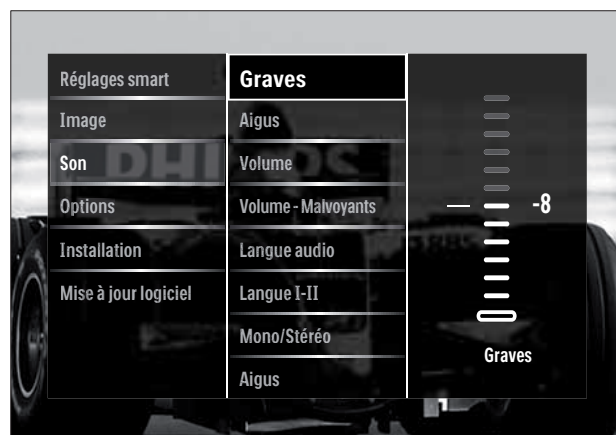 Réglages smart
Image
Son
Options
Installation
Mise à jour logiciel
Graves
Aigus
Volume
Volume - Malvoyants
Langue audio
Langue I-II
Mono/Stéréo
Aigus
-8
Graves